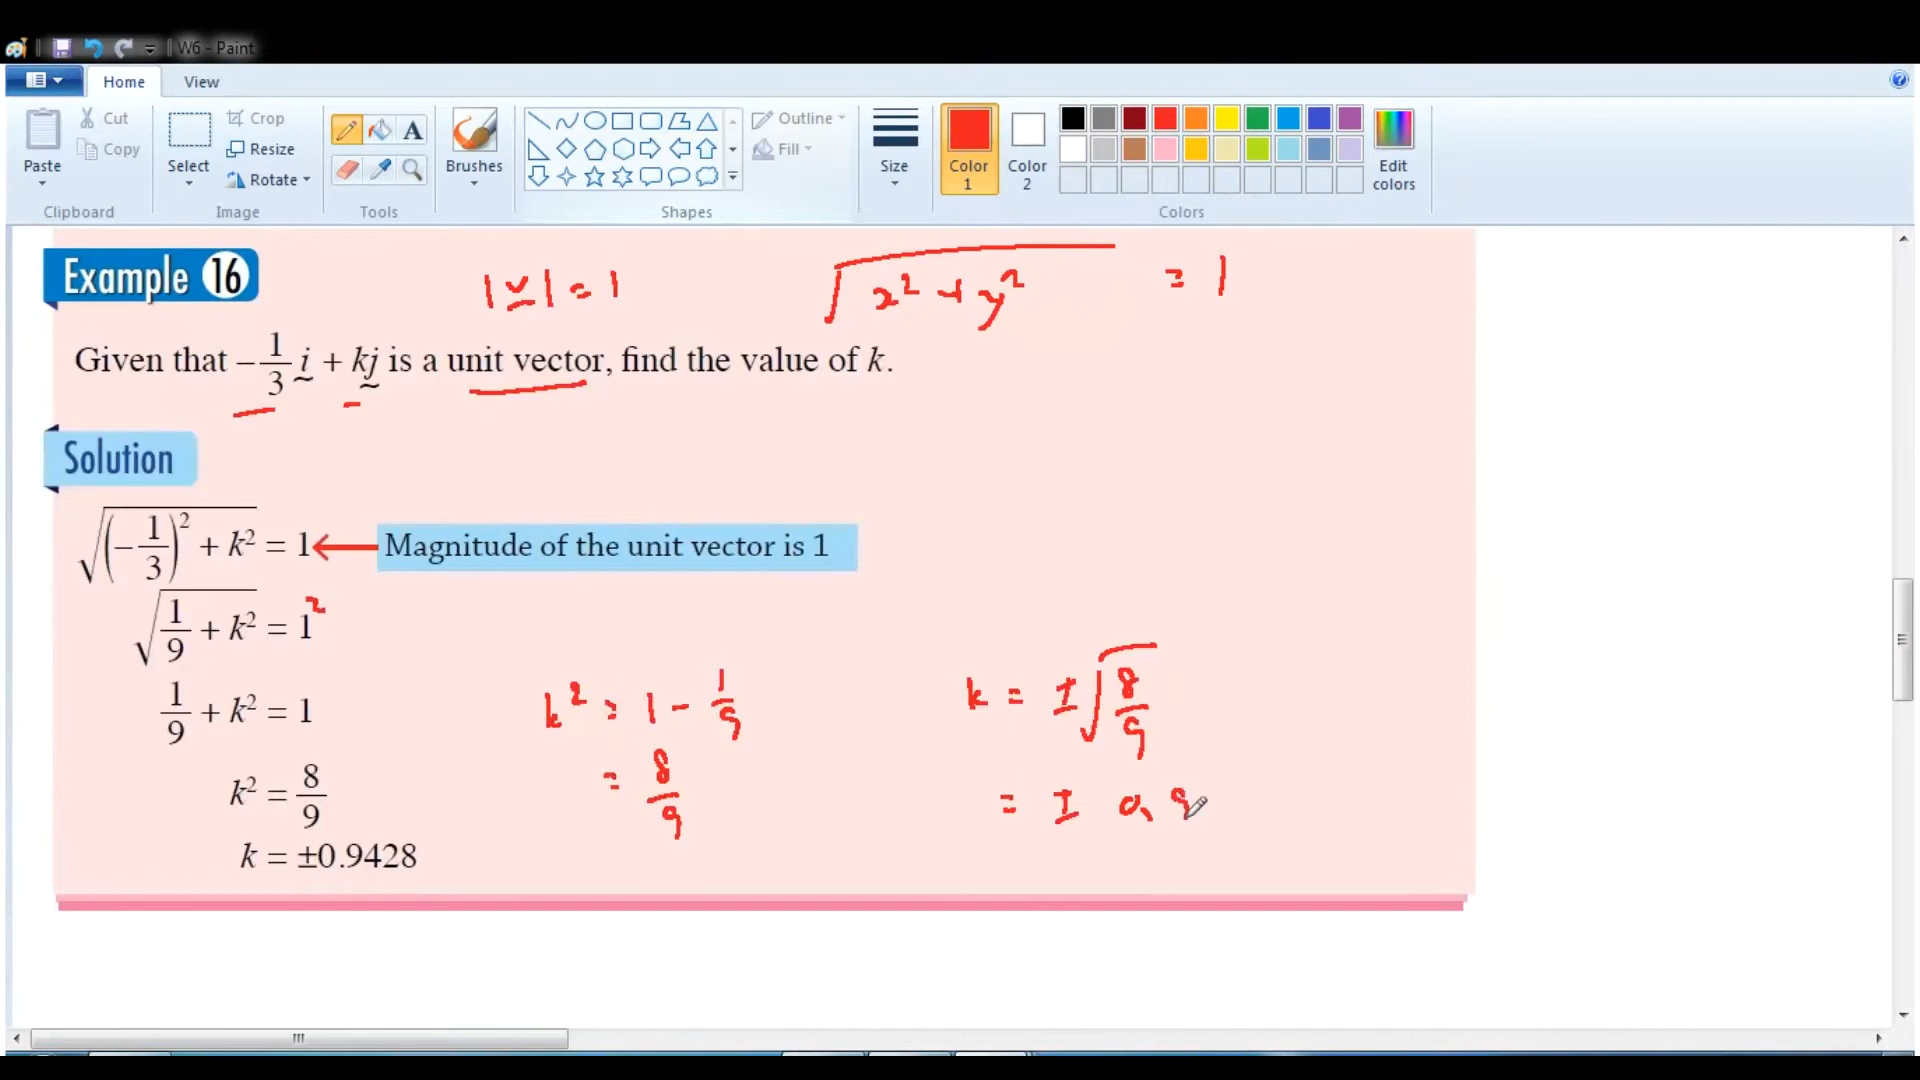 W6 - Paint
Home View
Paste
Cut
Copy
Clipboard
Select
Crop
Resize
Rotate
Image
A
Tools
Brushes
Outline
Fill
Shapes
Size
Color 1
Color 2
Edit colors
Colors
Example 16
|v| = 1
√(x² + y²) = 1
Given that −1/3 i + kj is a unit vector, find the value of k.
Solution
√((−1/3)² + k²) = 1
Magnitude of the unit vector is 1
√(1/9 + k²) = 1²
1/9 + k² = 1
k² = 8/9
k = ±0.9428
k² = 1 − 1/9
= 8/9
k = ±√(8/9)
= ± 0, 9